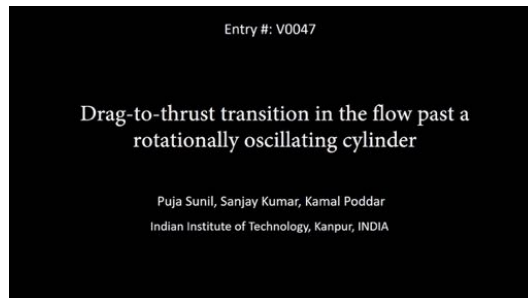 Entry #: V0047
Drag-to-thrust transition in the flow past a
rotationally oscillating cylinder
Puja Sunil, Sanjay Kumar, Kamal Poddar
Indian Institute of Technology, Kanpur, INDIA